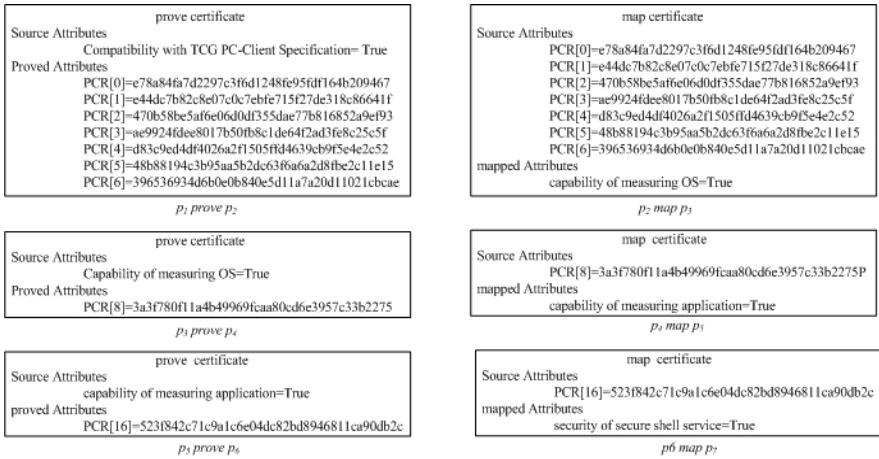 prove certificate
Source Attributes
Compatibility with TCG PC-Client Specification= True
Proved Attributes
PCR[0]=e78a84fa7d2297c3f6d1248fe95fdf164b209467
PCR[1]=e44dc7b82c8e07c0c7ebfe715f27de318c86641f
PCR[2]=470b58be5af6e06d0df355dae77b816852a9ef93
PCR[3]=ae9924fdee8017b50fb8c1de64f2ad3fe8c25c5f
PCR[4]=d83c9ed4df4026a2f1505ffd4639cb9f5e4e2c52
PCR[5]=48b88194c3b95aa5b2dc63f6a6a2d8fbe2c11e15
PCR[6]=396536934d6b0e0b840e5d11a7a20d11021cbcae
p1 prove p2
map certificate
Source Attributes
PCR[0]=e78a84fa7d2297c3f6d1248fe95fdf164b209467
PCR[1]=e44dc7b82c8e07c0c7ebfe715f27de318c86641f
PCR[2]=470b58be5af6e06d0df355dae77b816852a9ef93
PCR[3]=ae9924fdee8017b50fb8c1de64f2ad3fe8c25c5f
PCR[4]=d83c9ed4df4026a2f1505ffd4639cb9f5e4e2c52
PCR[5]=48b88194c3b95aa5b2dc63f6a6a2d8fbe2c11e15
PCR[6]=396536934d6b0e0b840e5d11a7a20d11021cbcae
mapped Attributes
capability of measuring OS=True
p2 map p3
prove certificate
Source Attributes
Capability of measuring OS=True
Proved Attributes
PCR[8]=3a3f780f11a4b49969fcaa80cd6e3957c33b2275
p3 prove p4
map certificate
Source Attributes
PCR[8]=3a3f780f11a4b49969fcaa80cd6e3957c33b2275P
mapped Attributes
capability of measuring application=True
p4 map p5
prove certificate
Source Attributes
capability of measuring application=True
proved Attributes
PCR[16]=523f842c71c9a1c6e04dc82bd8946811ca90db2c
p5 prove p6
map certificate
Source Attributes
PCR[16]=523f842c71c9a1c6e04dc82bd8946811ca90db2c
mapped Attributes
security of secure shell service=True
p6 map p7